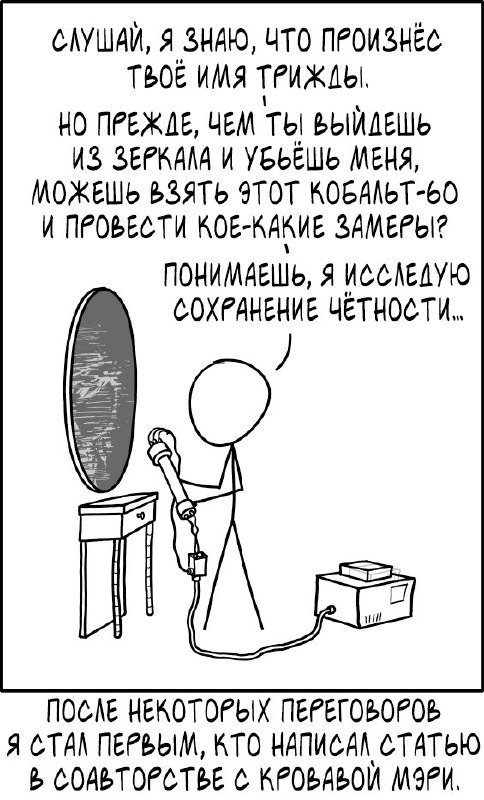 СЛУШАЙ, Я ЗНАЮ, ЧТО ПРОИЗНЁС
ТВОЁ ИМЯ ТРИЖДЫ.
НО ПРЕЖДЕ, ЧЕМ ТЫ ВЫЙДЕШЬ
ИЗ ЗЕРКАЛА И УБЬЁШЬ МЕНЯ,
МОЖЕШЬ ВЗЯТЬ ЭТОТ КОБАЛЬТ-60
И ПРОВЕСТИ КОЕ-КАКИЕ ЗАМЕРЫ?
ПОНИМАЕШЬ, Я ИССЛЕДУЮ
СОХРАНЕНИЕ ЧЁТНОСТИ...
ПОСЛЕ НЕКОТОРЫХ ПЕРЕГОВОРОВ
Я СТАЛ ПЕРВЫМ, КТО НАПИСАЛ СТАТЬЮ
В СОАВТОРСТВЕ С КРОВАВОЙ МЭРИ.